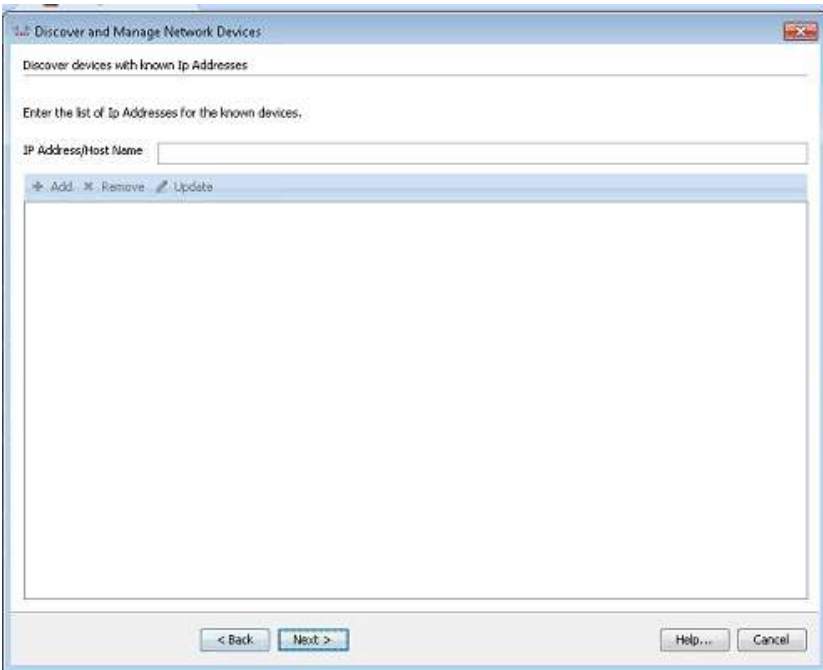 Discover and Manage Network Devices
Discover devices with known Ip Addresses
Enter the list of Ip Addresses for the known devices.
IP Address/Host Name
Add Remove Update
< Back Next > Help... Cancel